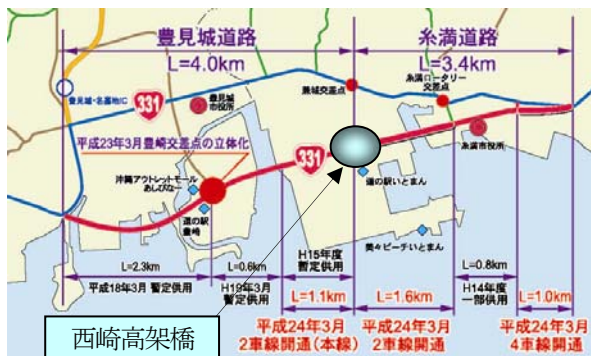 豊見城道路
L=4.0km
糸満道路
L=3.4km
豊見城・名嘉地IC
331
豊見城
市役所
兼城交差点
糸満ロータリー
交差点
平成23年3月豊崎交差点の立体化
331
糸満市役所
沖縄アウトレットモール
あしびなー
道の駅いとまん
道の駅
豊崎
美々ビーチいとまん
L=2.3km
平成18年3月 暫定供用
L=0.6km
H19年3月
暫定供用
H15年度
暫定供用
L=0.8km
H14年度
一部供用
L=1.1km
L=1.6km
L=1.0km
平成24年3月
2車線開通(本線)
平成24年3月
2車線開通
平成24年3月
4車線開通
西崎高架橋